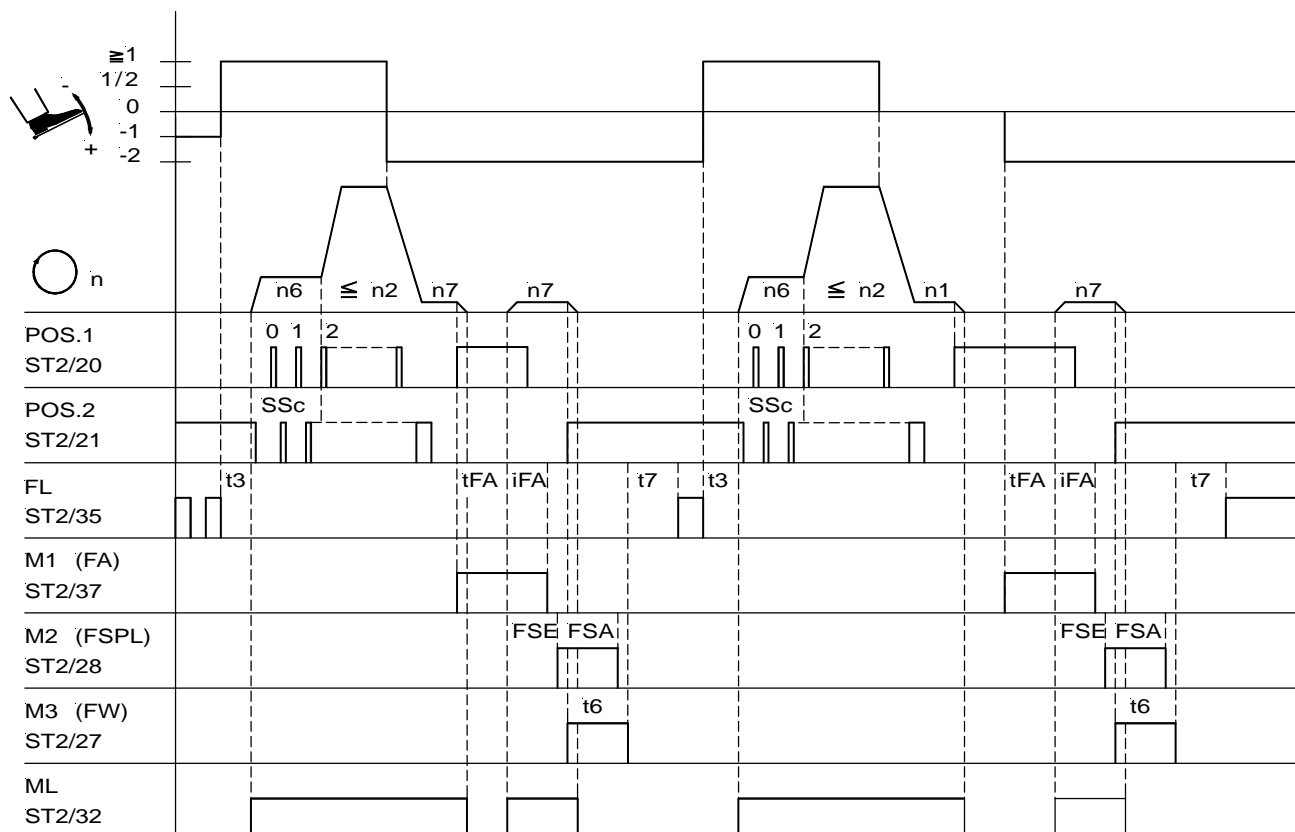 ≧1
- 1/2
0
-1
+ -2
n
n6 ≦ n2 n7 n7 n6 ≦ n2 n1 n7
POS.1 0 1 2 0 1 2
ST2/20
POS.2 SSc SSc
ST2/21
FL t3 tFA iFA t7 t3 tFA iFA t7
ST2/35
M1 (FA)
ST2/37
M2 (FSPL) FSE FSA FSE FSA
ST2/28
M3 (FW) t6 t6
ST2/27
ML
ST2/32